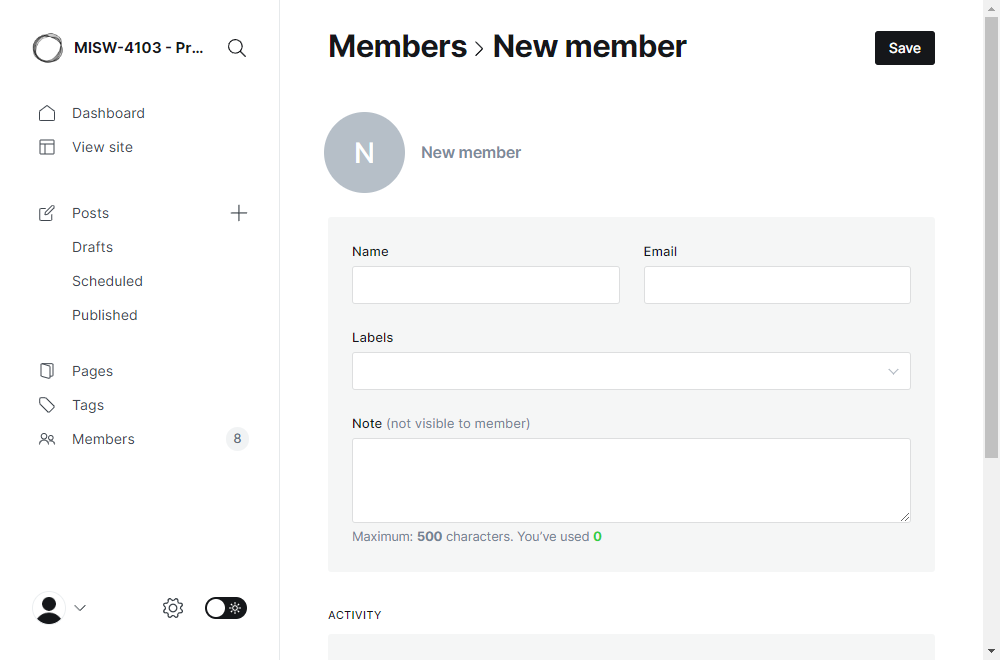 MISW-4103 - Pr...
Dashboard
View site
Posts
Drafts
Scheduled
Published
Pages
Tags
Members 8
Members > New member
Save
N
New member
Name Email
Labels
Note (not visible to member)
Maximum: 500 characters. You’ve used 0
ACTIVITY